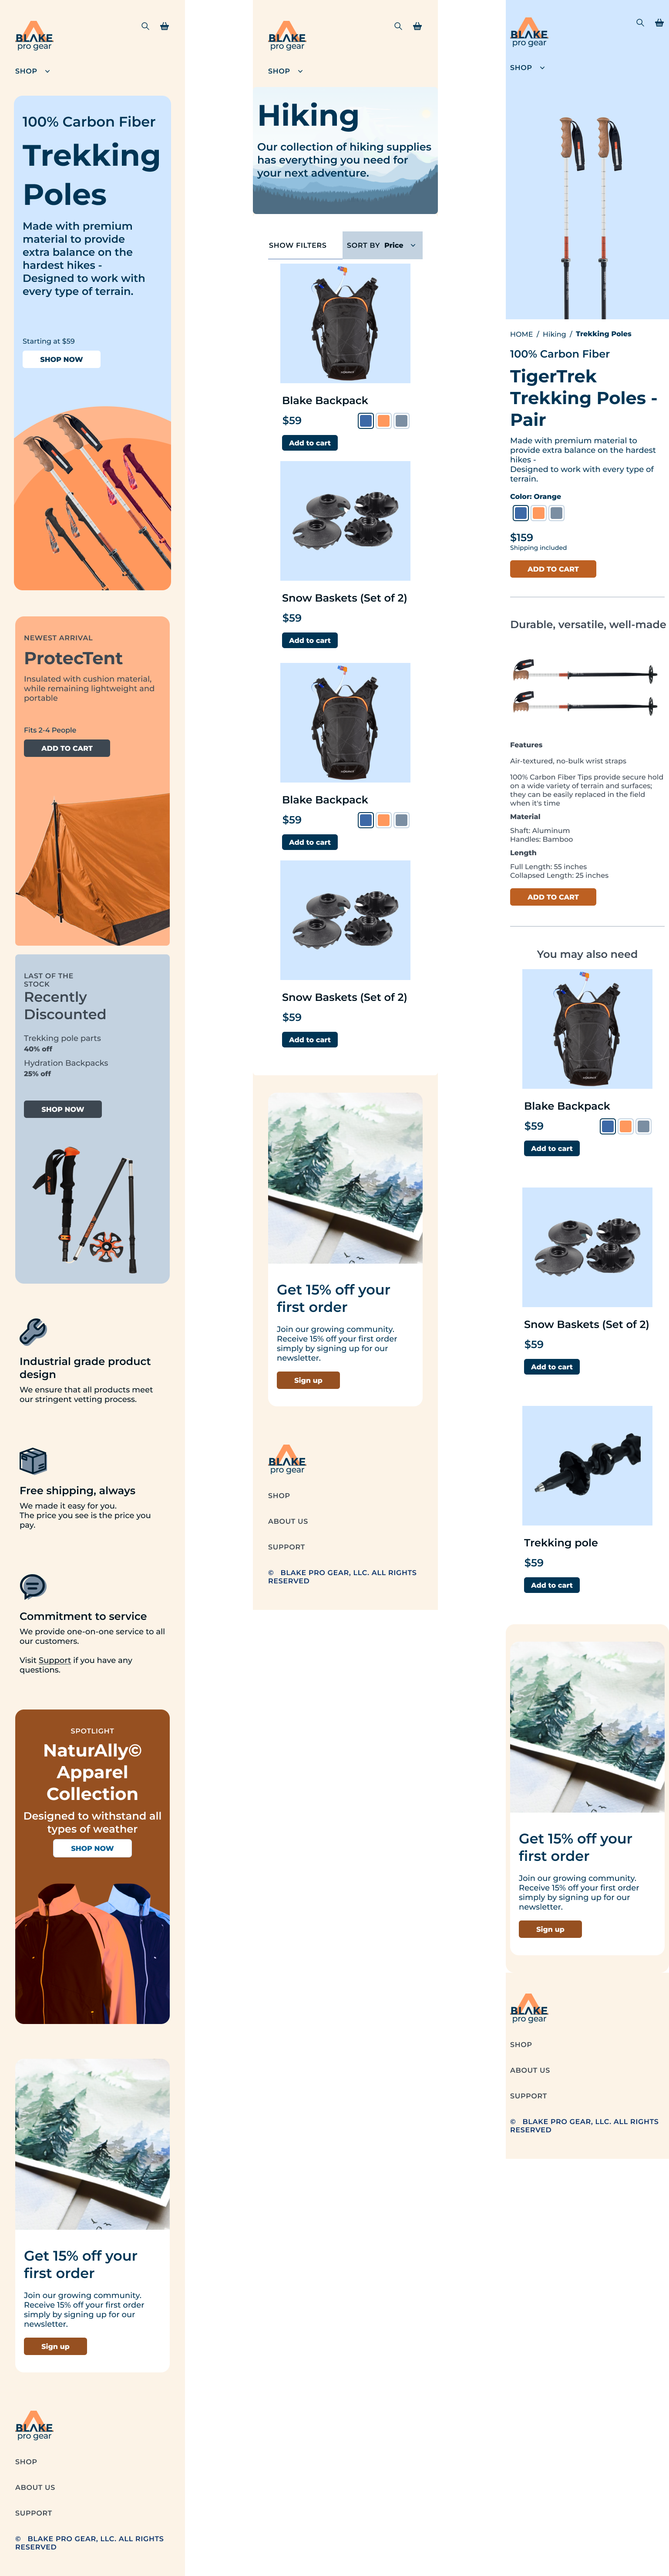 BLAKE
pro gear
SHOP
100% Carbon Fiber
Trekking
Poles
Made with premium
material to provide
extra balance on the
hardest hikes -
Designed to work with
every type of terrain.
Starting at $59
SHOP NOW
NEWEST ARRIVAL
ProtecTent
Insulated with cushion material,
while remaining lightweight and
portable
Fits 2-4 People
ADD TO CART
LAST OF THE
STOCK
Recently
Discounted
Trekking pole parts
40% off
Hydration Backpacks
25% off
SHOP NOW
Industrial grade product
design
We ensure that all products meet
our stringent vetting process.
Free shipping, always
We made it easy for you.
The price you see is the price you
pay.
Commitment to service
We provide one-on-one service to all
our customers.
Visit Support if you have any
questions.
SPOTLIGHT
NaturAlly©
Apparel
Collection
Designed to withstand all
types of weather
SHOP NOW
Get 15% off your
first order
Join our growing community.
Receive 15% off your first order
simply by signing up for our
newsletter.
Sign up
BLAKE
pro gear
SHOP
ABOUT US
SUPPORT
© BLAKE PRO GEAR, LLC. ALL RIGHTS
RESERVED
BLAKE
pro gear
SHOP
Hiking
Our collection of hiking supplies
has everything you need for
your next adventure.
SHOW FILTERS
SORT BY Price
Blake Backpack
$59
Add to cart
Snow Baskets (Set of 2)
$59
Add to cart
Blake Backpack
$59
Add to cart
Snow Baskets (Set of 2)
$59
Add to cart
Get 15% off your
first order
Join our growing community.
Receive 15% off your first order
simply by signing up for our
newsletter.
Sign up
BLAKE
pro gear
SHOP
ABOUT US
SUPPORT
© BLAKE PRO GEAR, LLC. ALL RIGHTS
RESERVED
BLAKE
pro gear
SHOP
HOME / Hiking / Trekking Poles
100% Carbon Fiber
TigerTrek
Trekking Poles -
Pair
Made with premium material to
provide extra balance on the hardest
hikes -
Designed to work with every type of
terrain.
Color: Orange
$159
Shipping included
ADD TO CART
Durable, versatile, well-made
Features
Air-textured, no-bulk wrist straps
100% Carbon Fiber Tips provide secure hold
on a wide variety of terrain and surfaces;
they can be easily replaced in the field
when it's time
Material
Shaft: Aluminum
Handles: Bamboo
Length
Full Length: 55 inches
Collapsed Length: 25 inches
ADD TO CART
You may also need
Blake Backpack
$59
Add to cart
Snow Baskets (Set of 2)
$59
Add to cart
Trekking pole
$59
Add to cart
Get 15% off your
first order
Join our growing community.
Receive 15% off your first order
simply by signing up for our
newsletter.
Sign up
BLAKE
pro gear
SHOP
ABOUT US
SUPPORT
© BLAKE PRO GEAR, LLC. ALL RIGHTS
RESERVED